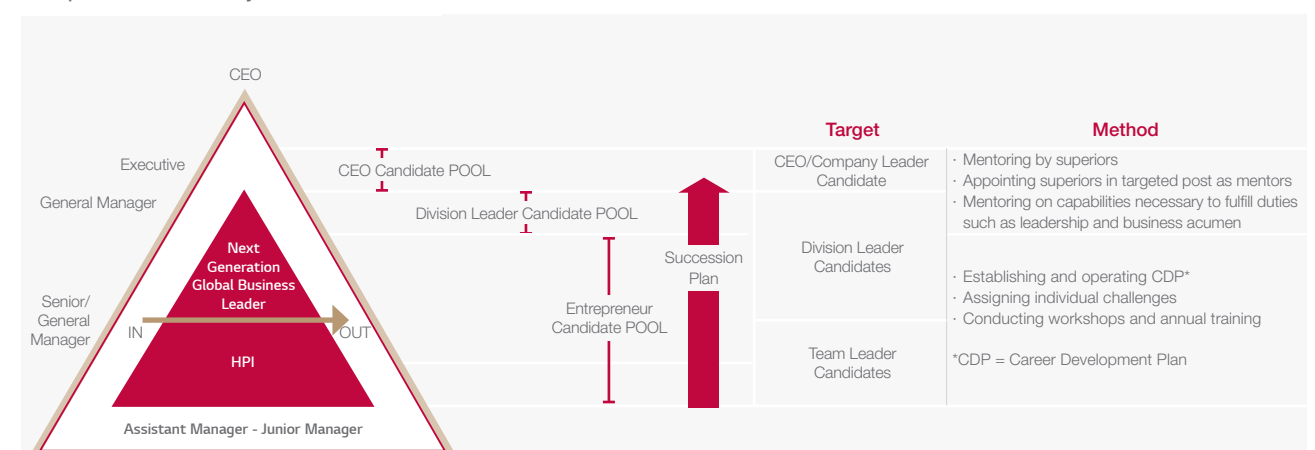 CEO
Executive
General Manager
Senior/
General
Manager
IN
OUT
Next
Generation
Global Business
Leader
HPI
Assistant Manager - Junior Manager
CEO Candidate POOL
Division Leader Candidate POOL
Entrepreneur
Candidate POOL
Succession
Plan
Target
CEO/Company Leader
Candidate
Division Leader
Candidates
Team Leader
Candidates
Method
· Mentoring by superiors
· Appointing superiors in targeted post as mentors
· Mentoring on capabilities necessary to fulfill duties
such as leadership and business acumen
· Establishing and operating CDP*
· Assigning individual challenges
· Conducting workshops and annual training
*CDP = Career Development Plan